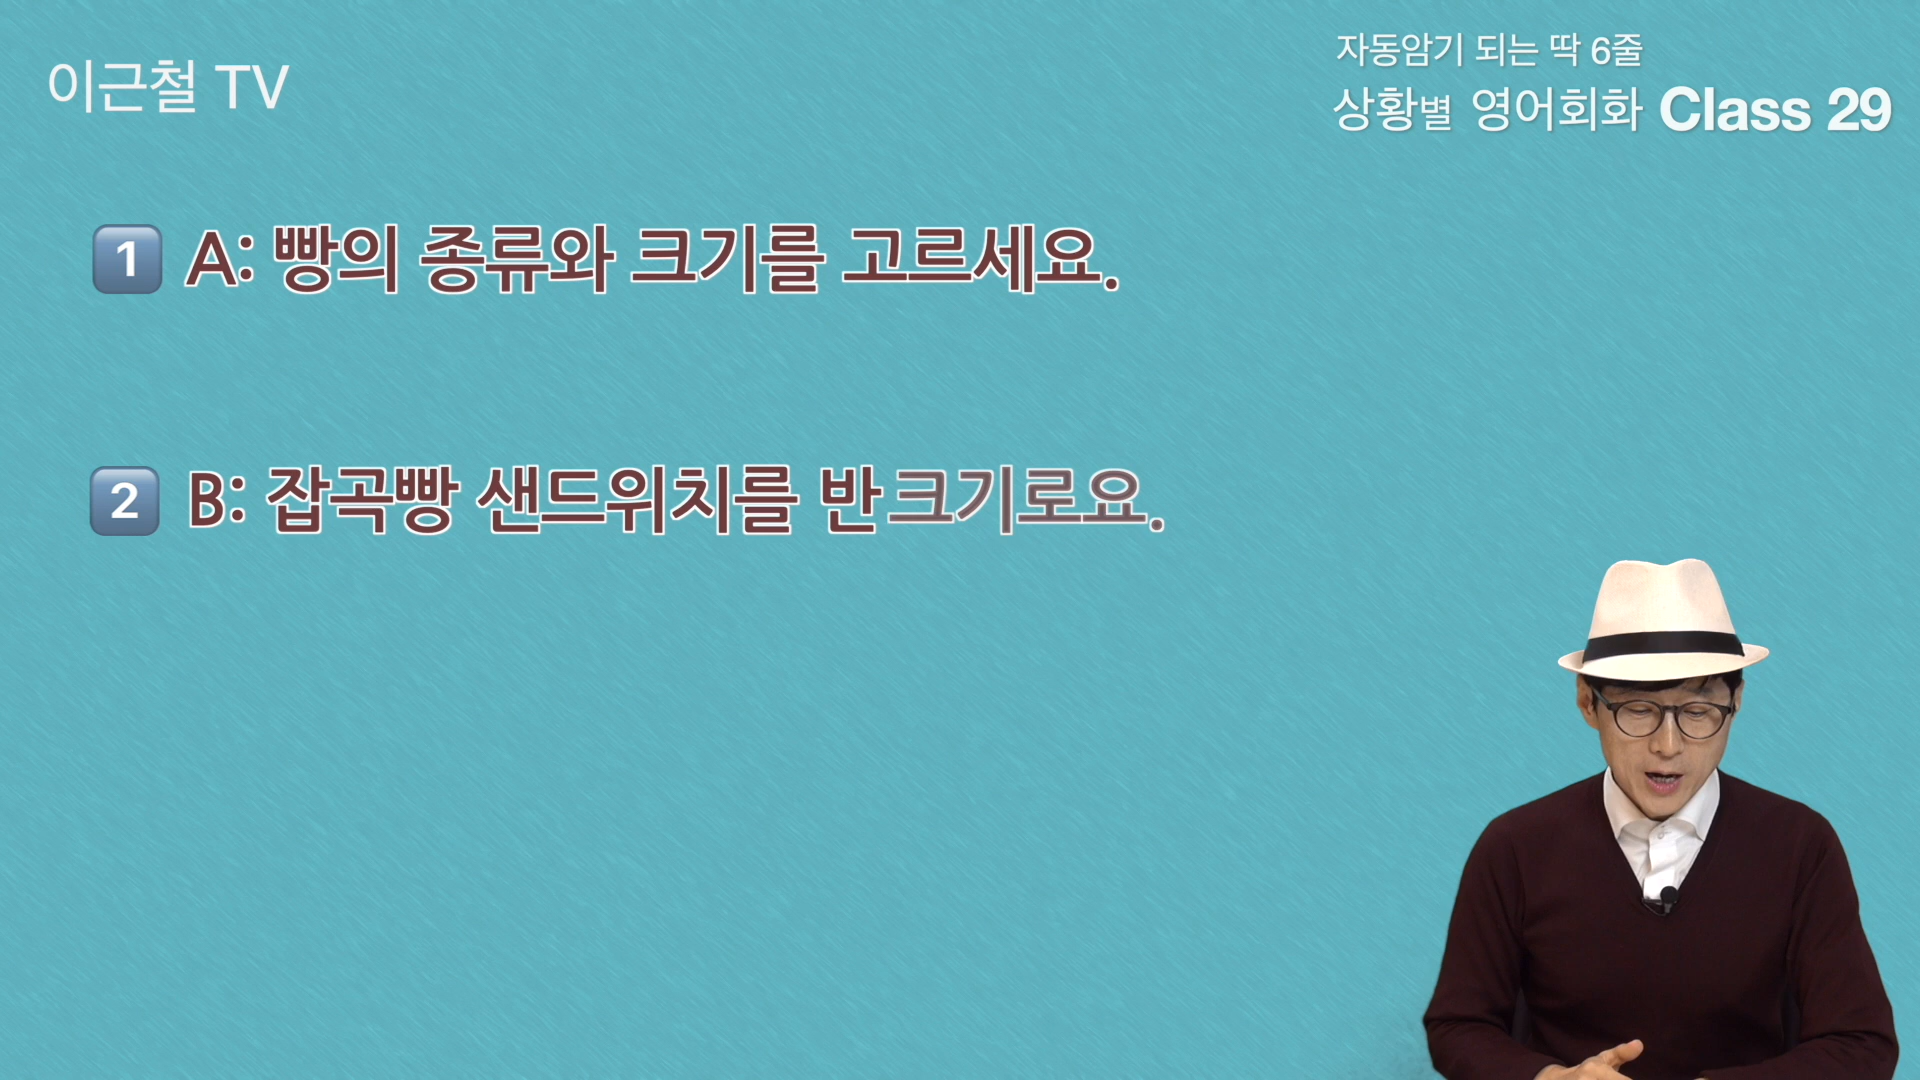 이근철 TV
자동암기 되는 딱 6줄
상황별 영어회화 Class 29
1 A: 빵의 종류와 크기를 고르세요.
2 B: 잡곡빵 샌드위치를 반크기로요.